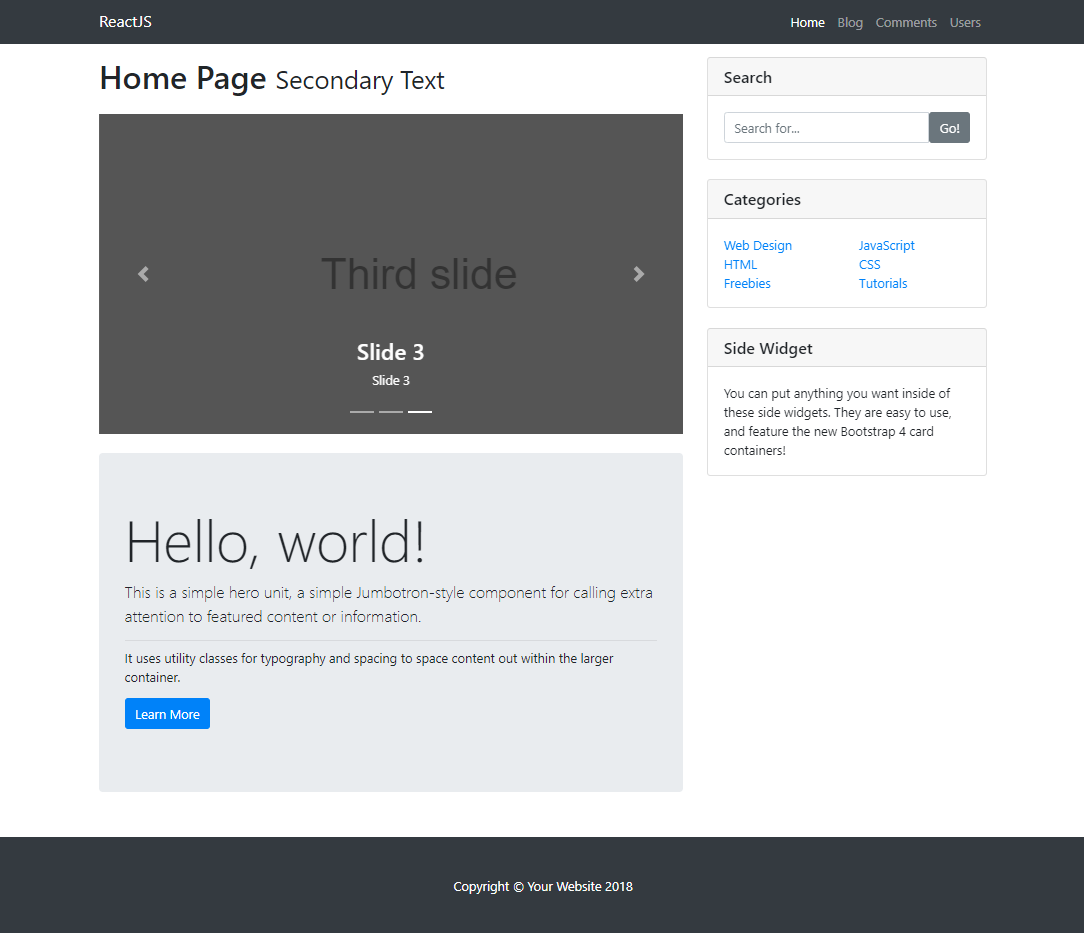 ReactJS
Home Blog Comments Users
Home Page Secondary Text
Third slide
Slide 3
Slide 3
Hello, world!
This is a simple hero unit, a simple Jumbotron-style component for calling extra
attention to featured content or information.
It uses utility classes for typography and spacing to space content out within the larger
container.
Learn More
Search
Search for...
Go!
Categories
Web Design
HTML
Freebies
JavaScript
CSS
Tutorials
Side Widget
You can put anything you want inside of
these side widgets. They are easy to use,
and feature the new Bootstrap 4 card
containers!
Copyright © Your Website 2018